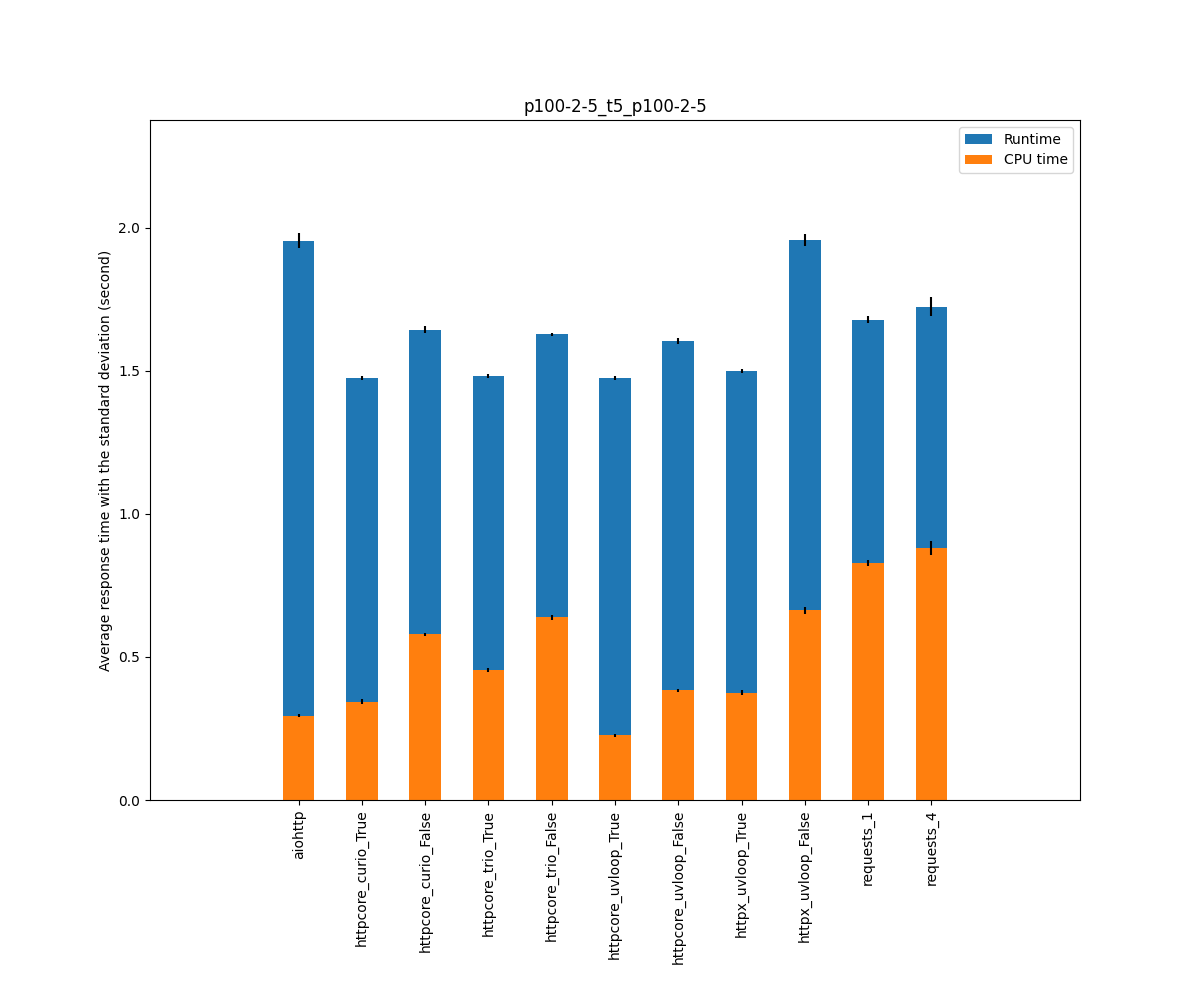 p100-2-5_t5_p100-2-5
Runtime
CPU time
Average response time with the standard deviation (second)
2.0
1.5
1.0
0.5
0.0
aiohttp
httpcore_curio_True
httpcore_curio_False
httpcore_trio_True
httpcore_trio_False
httpcore_uvloop_True
httpcore_uvloop_False
httpx_uvloop_True
httpx_uvloop_False
requests_1
requests_4